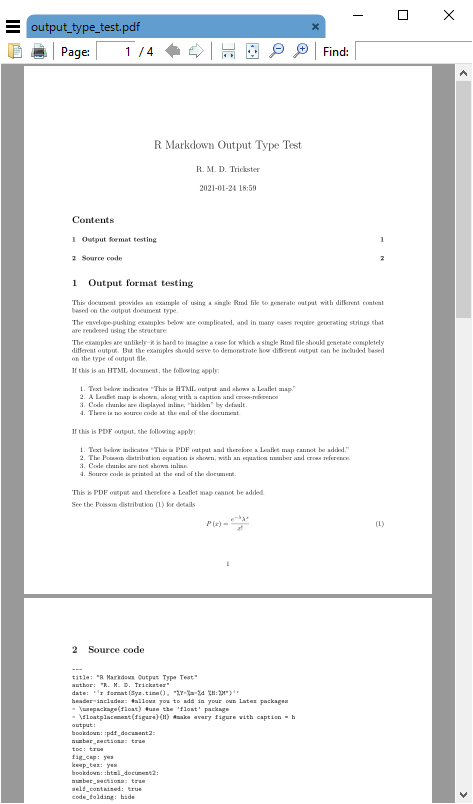 output_type_test.pdf
Page: 1 / 4 Find:
R Markdown Output Type Test
R. M. D. Trickster
2021-01-24 18:59
Contents
1 Output format testing 1
2 Source code 2
1 Output format testing
This document provides an example of using a single Rmd file to generate output with different content
based on the output document type.
The envelope-pushing examples below are complicated, and in many cases require generating strings that
are rendered using the structure:
The examples are unlikely–it is hard to imagine a case for which a single Rmd file should generate completely
different output. But the examples should serve to demonstrate how different output can be included based
on the type of output file.
If this is an HTML document, the following apply:
1. Text below indicates “This is HTML output and shows a Leaflet map.”
2. A Leaflet map is shown, along with a caption and cross-reference
3. Code chunks are displayed inline, “hidden” by default.
4. There is no source code at the end of the document.
If this is PDF output, the following apply:
1. Text below indicates “This is PDF output and therefore a Leaflet map cannot be added.”
2. The Poisson distribution equation is shown, with an equation number and cross reference.
3. Code chunks are not shown inline.
4. Source code is printed at the end of the document.
This is PDF output and therefore a Leaflet map cannot be added.
See the Poisson distribution (1) for details
P (x) = e^{−λ}λ^x / x! (1)
1
2 Source code
---
title: "R Markdown Output Type Test"
author: "R. M. D. Trickster"
date: '`r format(Sys.time(), "%Y-%m-%d %H:%M")`'
header-includes: #allows you to add in your own Latex packages
- \usepackage{float} #use the 'float' package
- \floatplacement{figure}{H} #make every figure with caption = h
output:
bookdown::pdf_document2:
number_sections: true
toc: true
fig_cap: yes
keep_tex: yes
bookdown::html_document2:
number_sections: true
self_contained: true
code_folding: hide